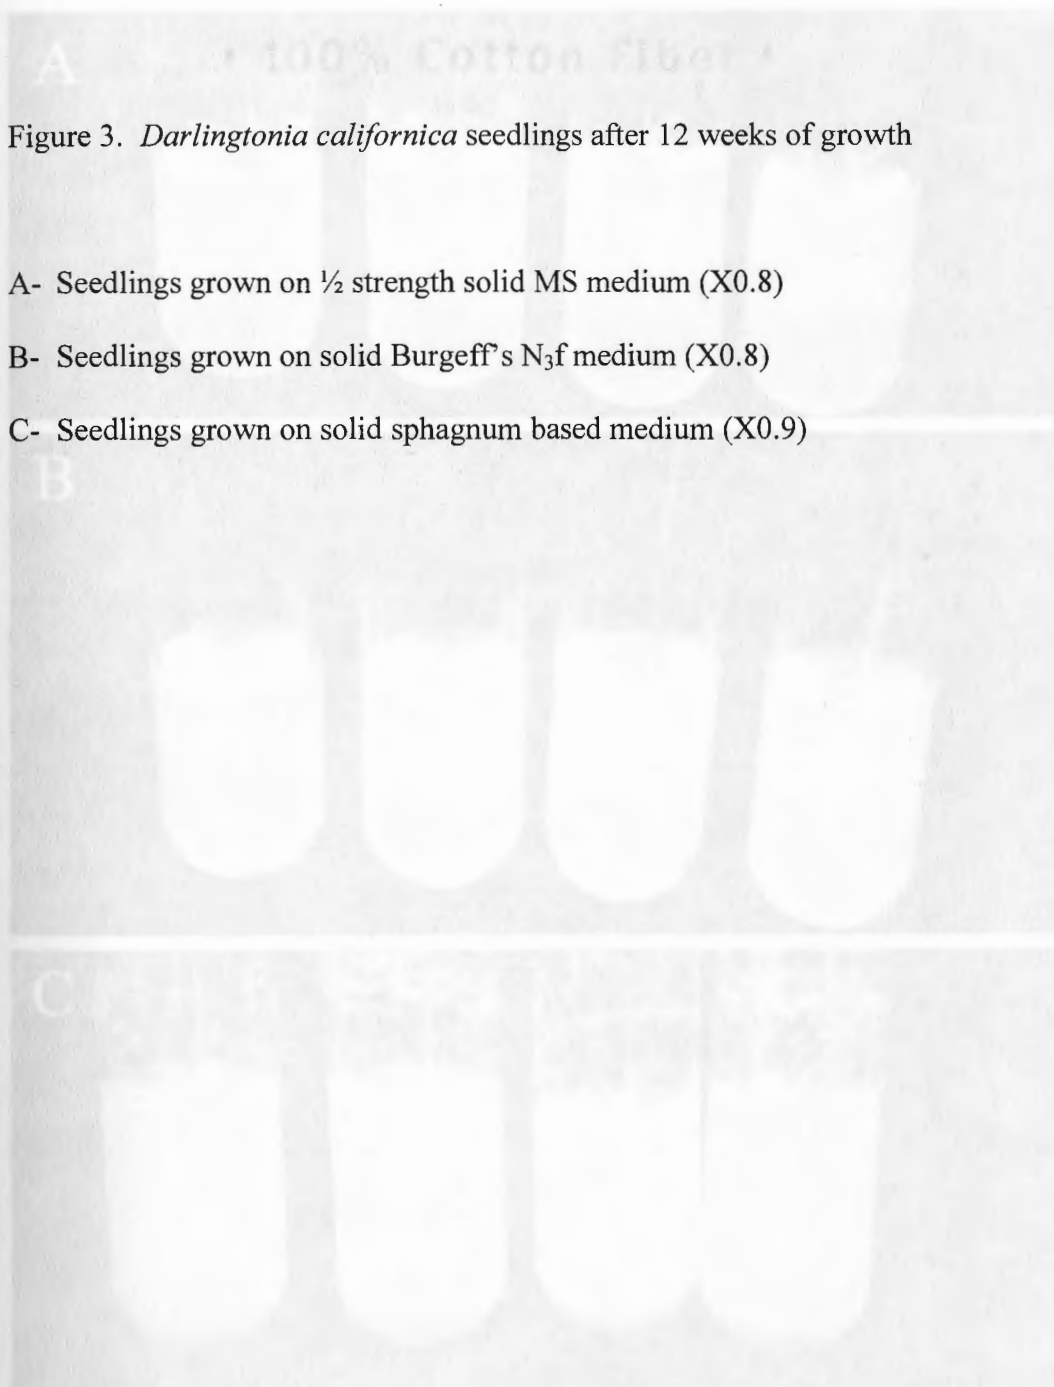 A
• 100% Cotton Fiber •
Figure 3. Darlingtonia californica seedlings after 12 weeks of growth
A- Seedlings grown on ½ strength solid MS medium (X0.8)
B- Seedlings grown on solid Burgeff's N₃f medium (X0.8)
C- Seedlings grown on solid sphagnum based medium (X0.9)
B
C